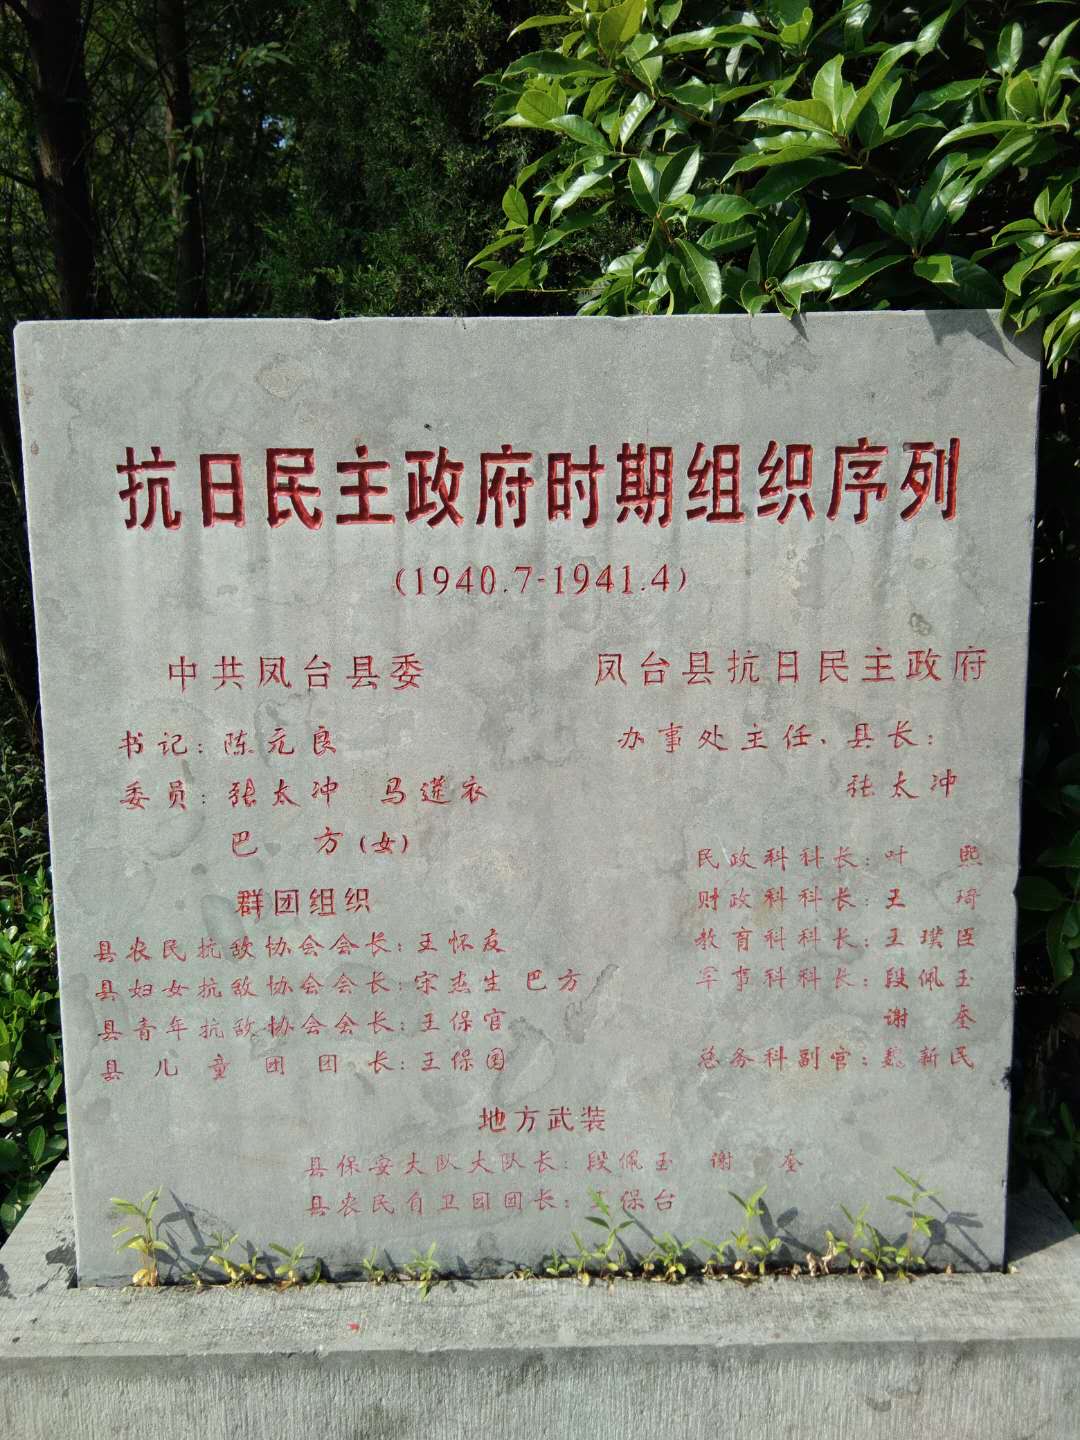 抗日民主政府时期组织序列
(1940.7-1941.4)
中共凤台县委
书记：陈元良
委员：张太冲 马莲衣
巴 方(女)
群团组织
县农民抗敌协会会长：王怀友
县妇女抗敌协会会长：宋杰生 巴方
县青年抗敌协会会长：王保官
县儿童团团长：王保国
凤台县抗日民主政府
办事处主任、县长：
张太冲
民政科科长：叶 熙
财政科科长：王 琦
教育科科长：王璞臣
军事科科长：段佩玉
谢 奎
总务科副官：魏新民
地方武装
县保安大队大队长：段佩玉 谢 奎
县农民自卫团团长：王保台